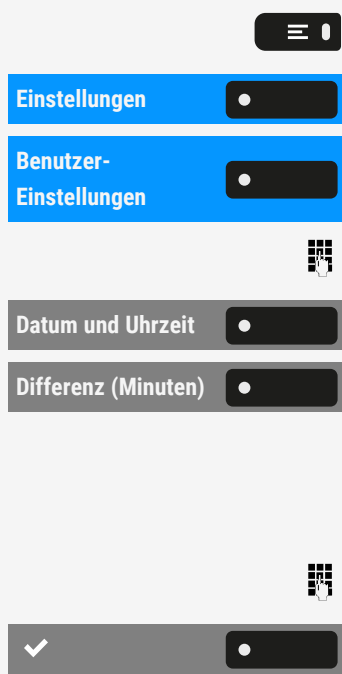 Einstellungen
Benutzer-
Einstellungen
Datum und Uhrzeit
Differenz (Minuten)